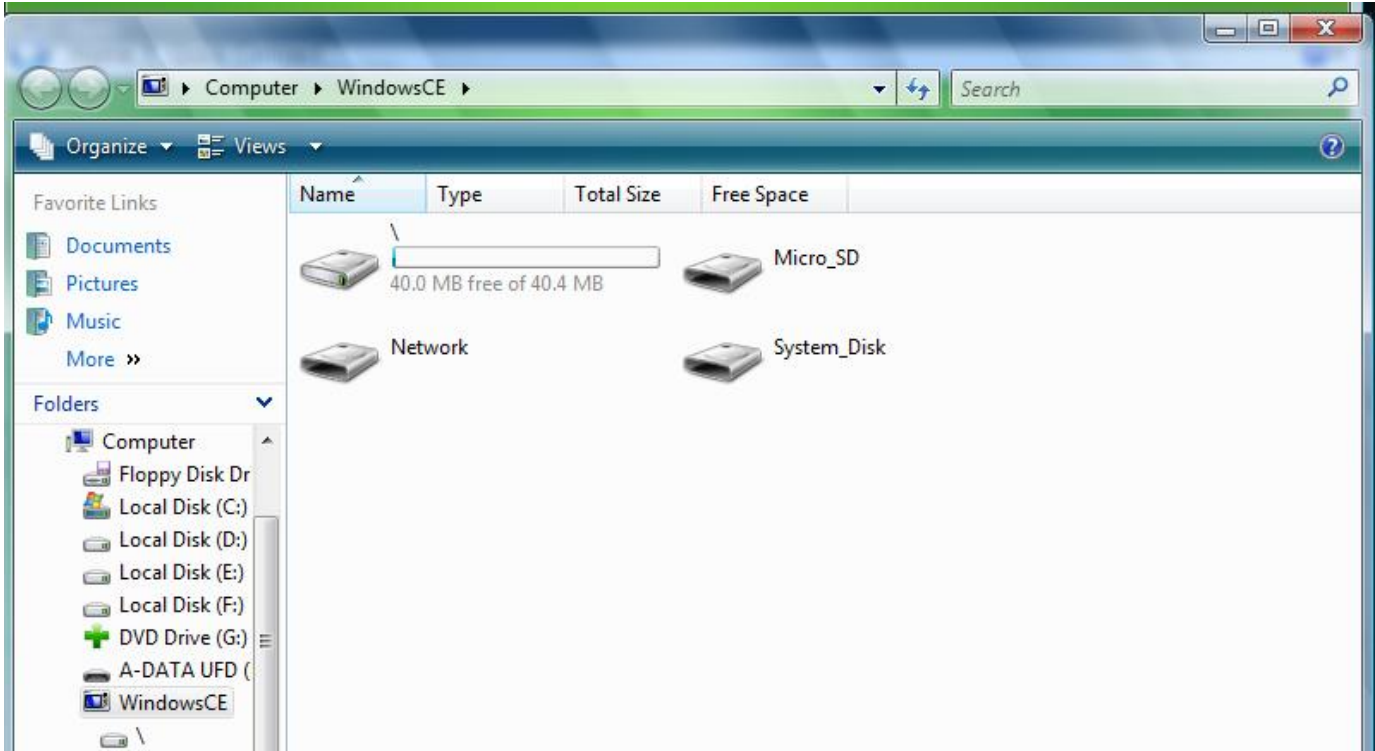 Computer WindowsCE
Search
Organize Views
Favorite Links
Documents
Pictures
Music
More »
Folders
Computer
Floppy Disk Dr
Local Disk (C:)
Local Disk (D:)
Local Disk (E:)
Local Disk (F:)
DVD Drive (G:)
A-DATA UFD (
WindowsCE
\
Name Type Total Size Free Space
\
40.0 MB free of 40.4 MB
Micro_SD
Network
System_Disk